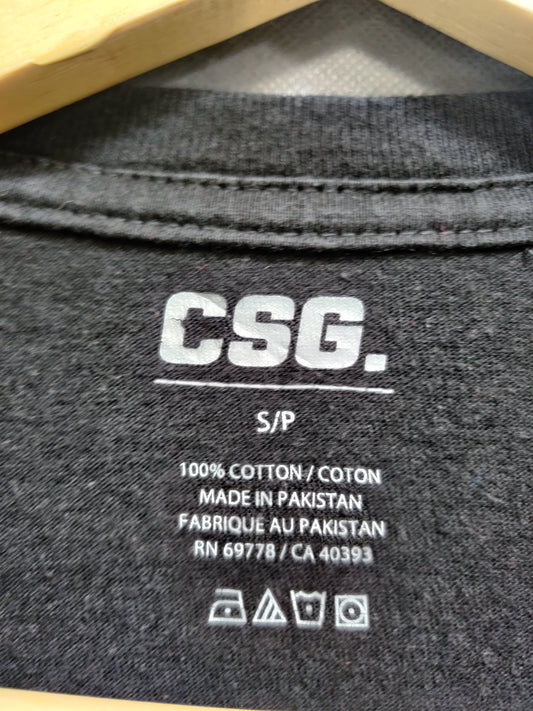 CSG.
S/P
100% COTTON / COTON
MADE IN PAKISTAN
FABRIQUE AU PAKISTAN
RN 69778 / CA 40393